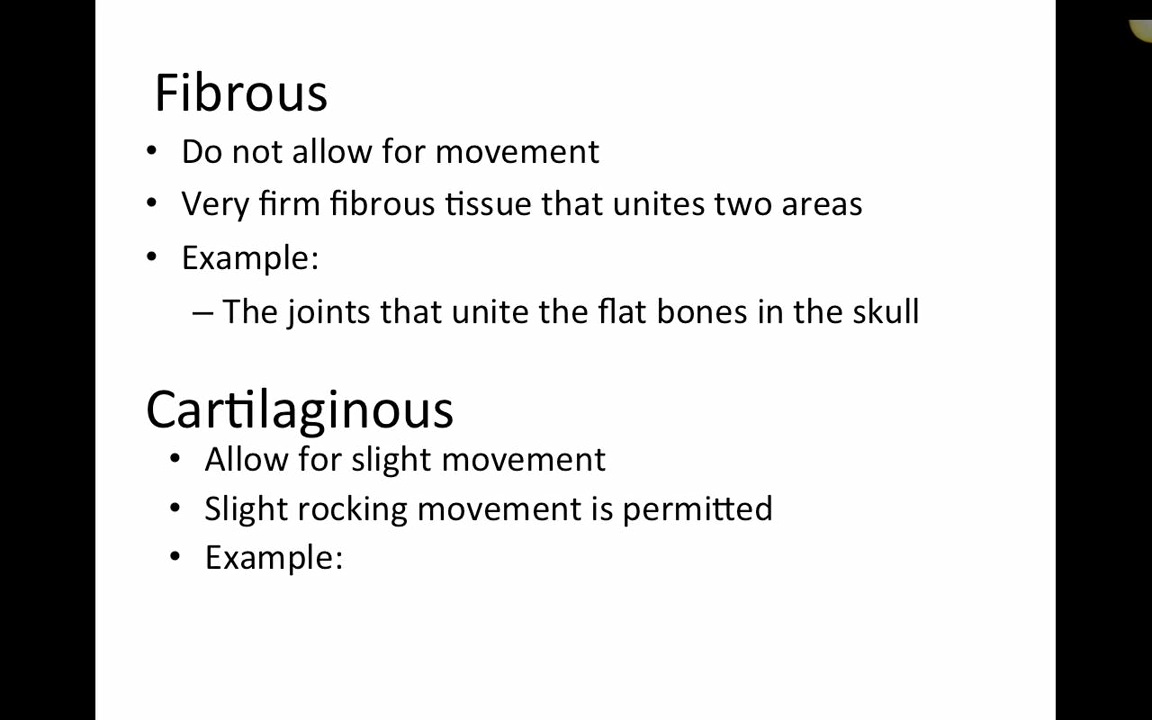 Fibrous
• Do not allow for movement
• Very firm fibrous tissue that unites two areas
• Example:
– The joints that unite the flat bones in the skull
Cartilaginous
• Allow for slight movement
• Slight rocking movement is permitted
• Example: